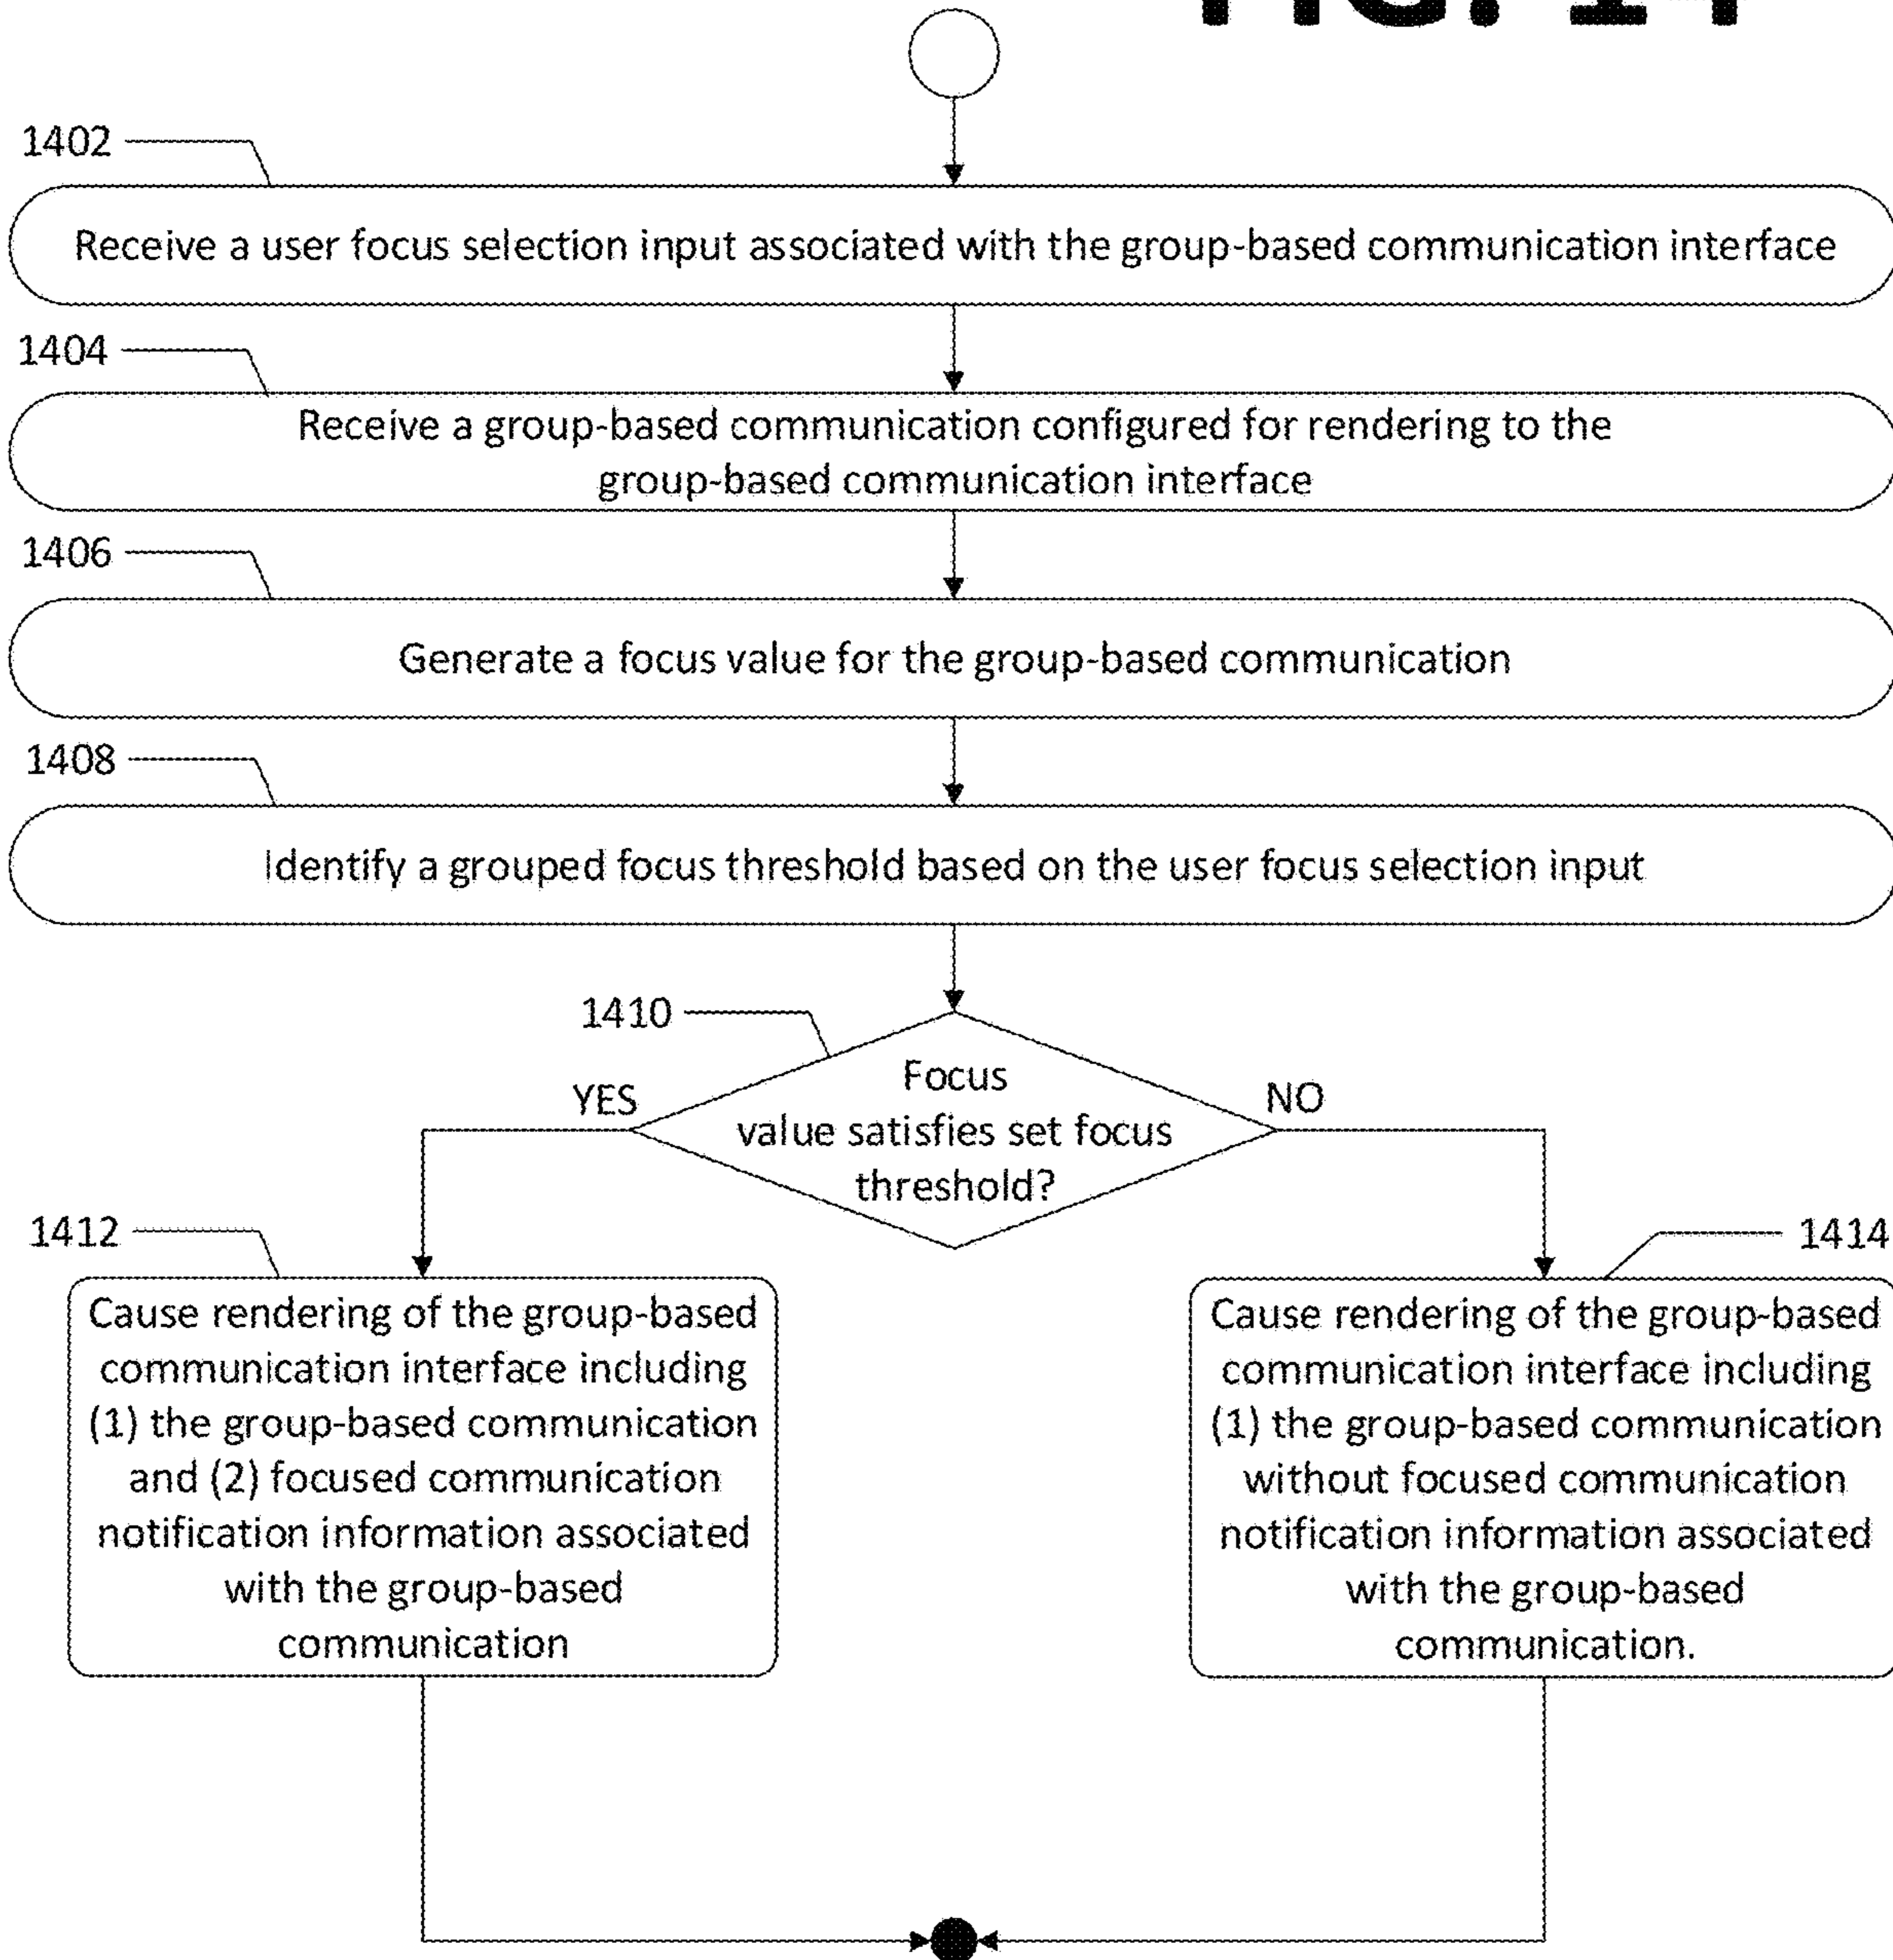 FIG. 14
1402
Receive a user focus selection input associated with the group-based communication interface
1404
Receive a group-based communication configured for rendering to the
group-based communication interface
1406
Generate a focus value for the group-based communication
1408
Identify a grouped focus threshold based on the user focus selection input
1410
Focus
value satisfies set focus
threshold?
YES
NO
1412
Cause rendering of the group-based
communication interface including
(1) the group-based communication
and (2) focused communication
notification information associated
with the group-based
communication
1414
Cause rendering of the group-based
communication interface including
(1) the group-based communication
without focused communication
notification information associated
with the group-based
communication.